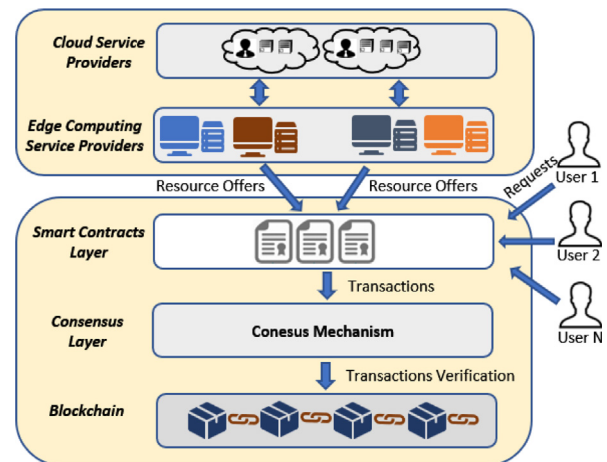 Cloud Service
Providers
Edge Computing
Service Providers
Resource Offers
Resource Offers
Requests
User 1
Smart Contracts
Layer
User 2
Transactions
Consensus
Layer
Conesus Mechanism
User N
Transactions Verification
Blockchain